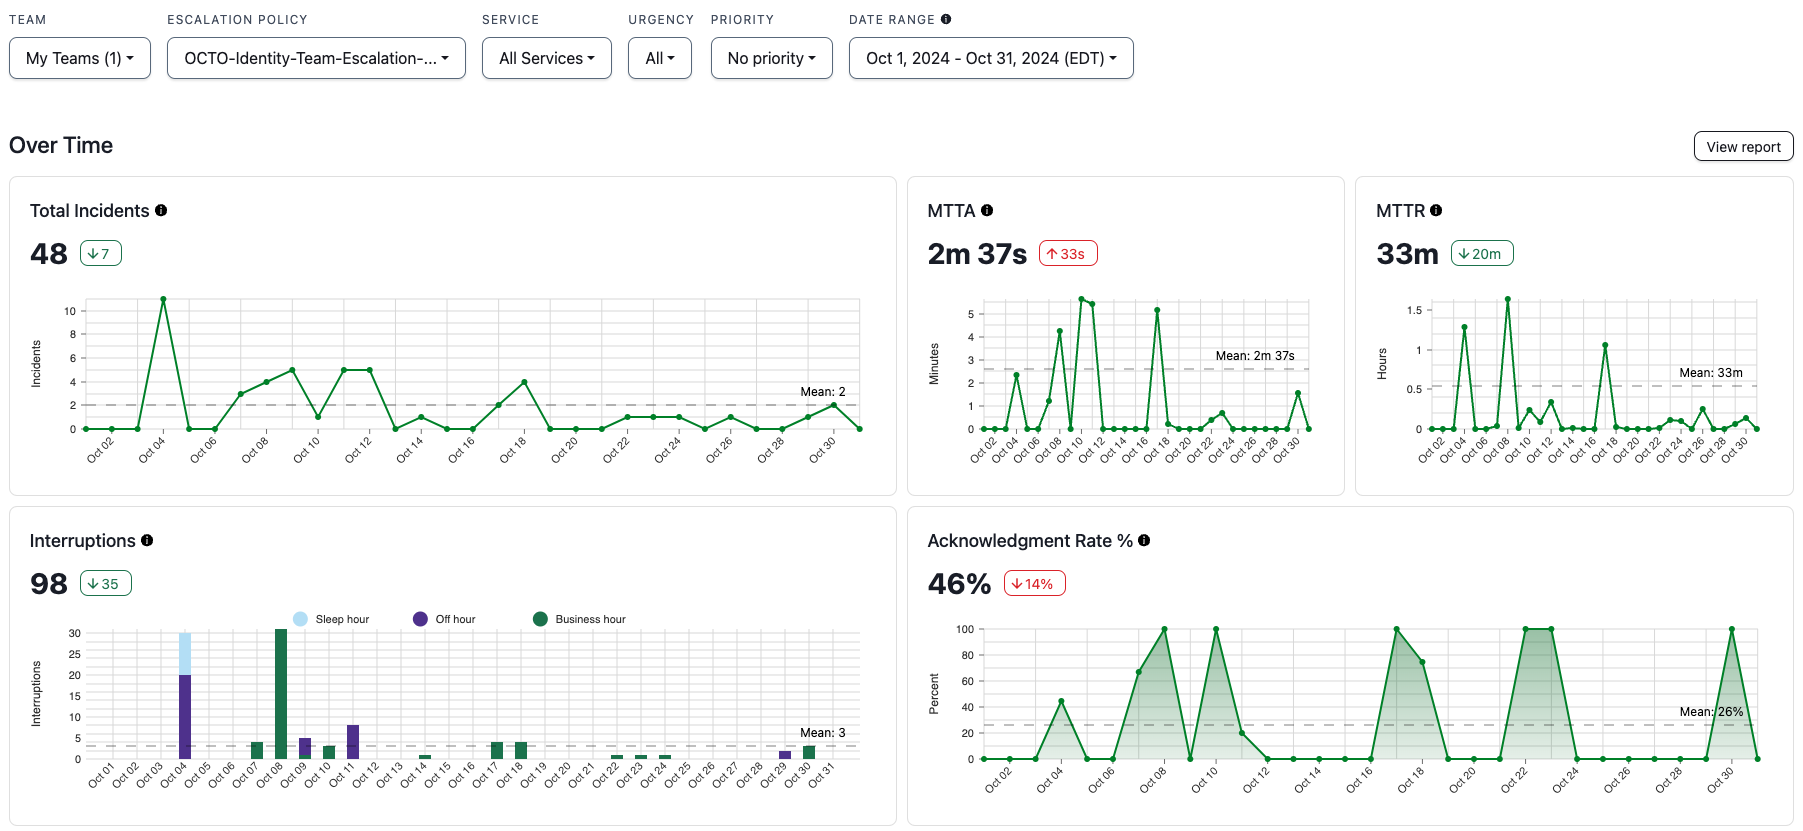 TEAM
ESCALATION POLICY
SERVICE
URGENCY
PRIORITY
DATE RANGE
My Teams (1)
OCTO-Identity-Team-Escalation-...
All Services
All
No priority
Oct 1, 2024 - Oct 31, 2024 (EDT)
Over Time
View report
Total Incidents
48
↓7
Incidents
10
8
6
4
2
0
Mean: 2
Oct 02
Oct 04
Oct 06
Oct 08
Oct 10
Oct 12
Oct 14
Oct 16
Oct 18
Oct 20
Oct 22
Oct 24
Oct 26
Oct 28
Oct 30
MTTA
2m 37s
↑33s
Minutes
5
4
3
2
1
0
Mean: 2m 37s
Oct 02
Oct 04
Oct 06
Oct 08
Oct 10
Oct 12
Oct 14
Oct 16
Oct 18
Oct 20
Oct 22
Oct 24
Oct 26
Oct 28
Oct 30
MTTR
33m
↓20m
Hours
1.5
1
0.5
0
Mean: 33m
Oct 02
Oct 04
Oct 06
Oct 08
Oct 10
Oct 12
Oct 14
Oct 16
Oct 18
Oct 20
Oct 22
Oct 24
Oct 26
Oct 28
Oct 30
Interruptions
98
↓35
Sleep hour
Off hour
Business hour
Interruptions
30
25
20
15
10
5
0
Mean: 3
Oct 01
Oct 02
Oct 03
Oct 04
Oct 05
Oct 06
Oct 07
Oct 08
Oct 09
Oct 10
Oct 11
Oct 12
Oct 13
Oct 14
Oct 15
Oct 16
Oct 17
Oct 18
Oct 19
Oct 20
Oct 21
Oct 22
Oct 23
Oct 24
Oct 25
Oct 26
Oct 27
Oct 28
Oct 29
Oct 30
Oct 31
Acknowledgment Rate %
46%
↓14%
Percent
100
80
60
40
20
0
Mean: 26%
Oct 02
Oct 04
Oct 06
Oct 08
Oct 10
Oct 12
Oct 14
Oct 16
Oct 18
Oct 20
Oct 22
Oct 24
Oct 26
Oct 28
Oct 30